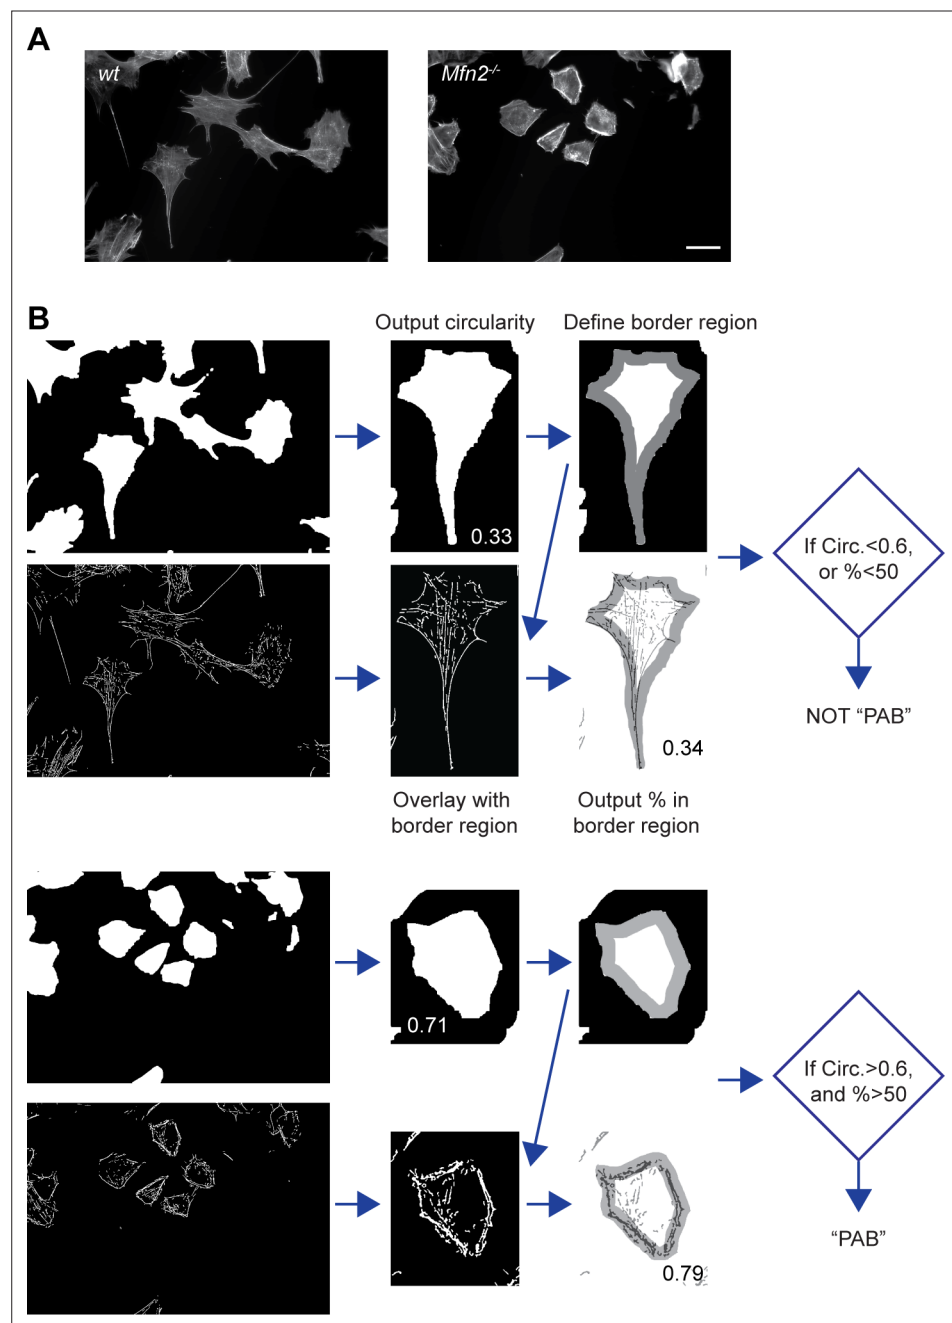 A
wt
Mfn2-/-
B
Output circularity
Define border region
0.33
If Circ.<0.6,
or %<50
NOT “PAB”
0.34
Overlay with
border region
Output % in
border region
0.71
If Circ.>0.6,
and %>50
“PAB”
0.79